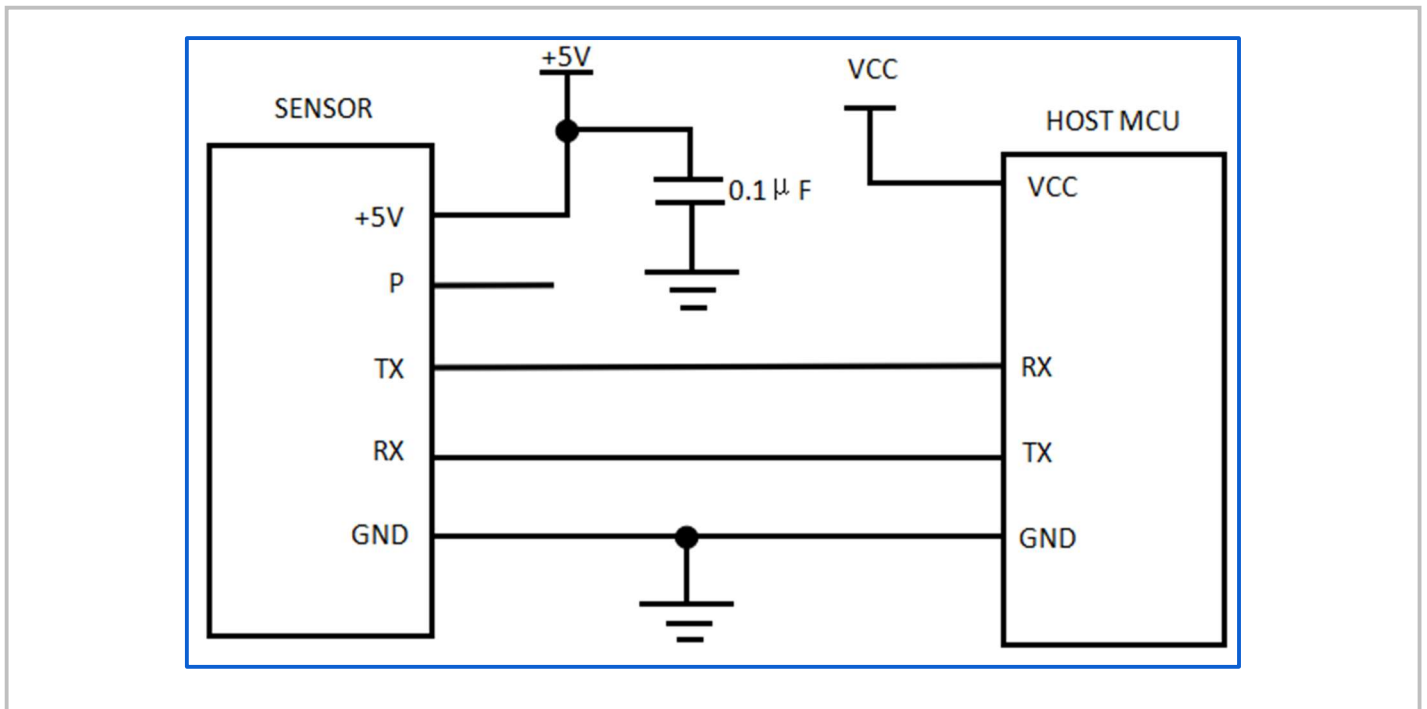 +5V
VCC
SENSOR
HOST MCU
VCC
0.1μF
+5V
P
TX
RX
RX
TX
GND
GND